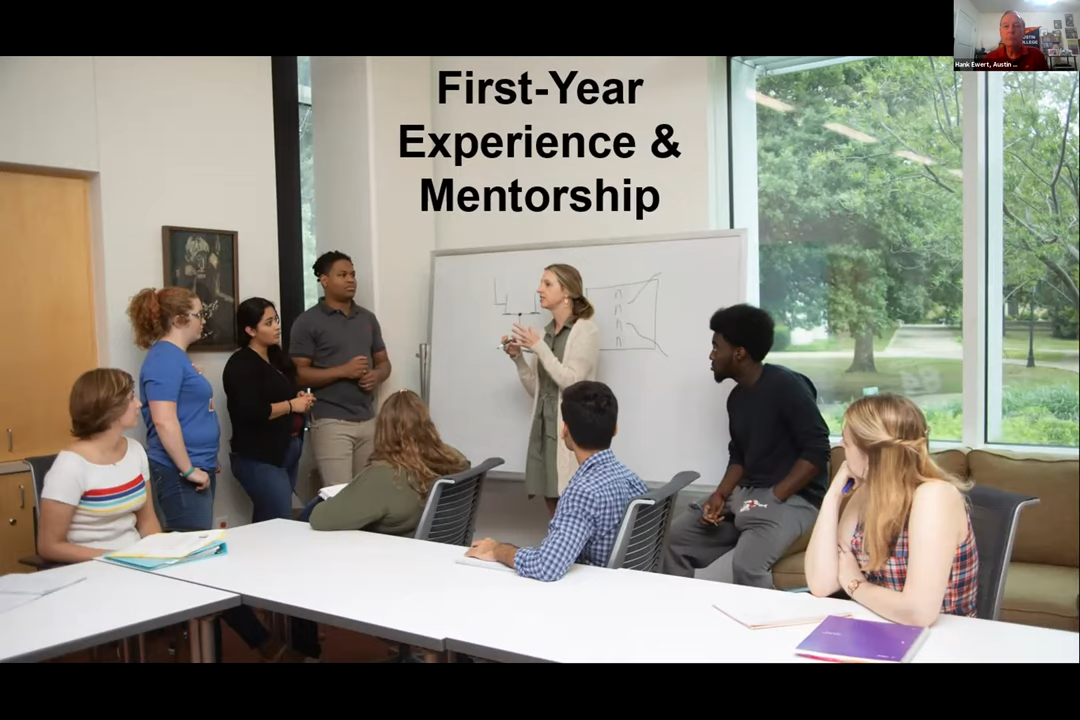 First-Year
Experience &
Mentorship
Hank Ewert, Austin ...